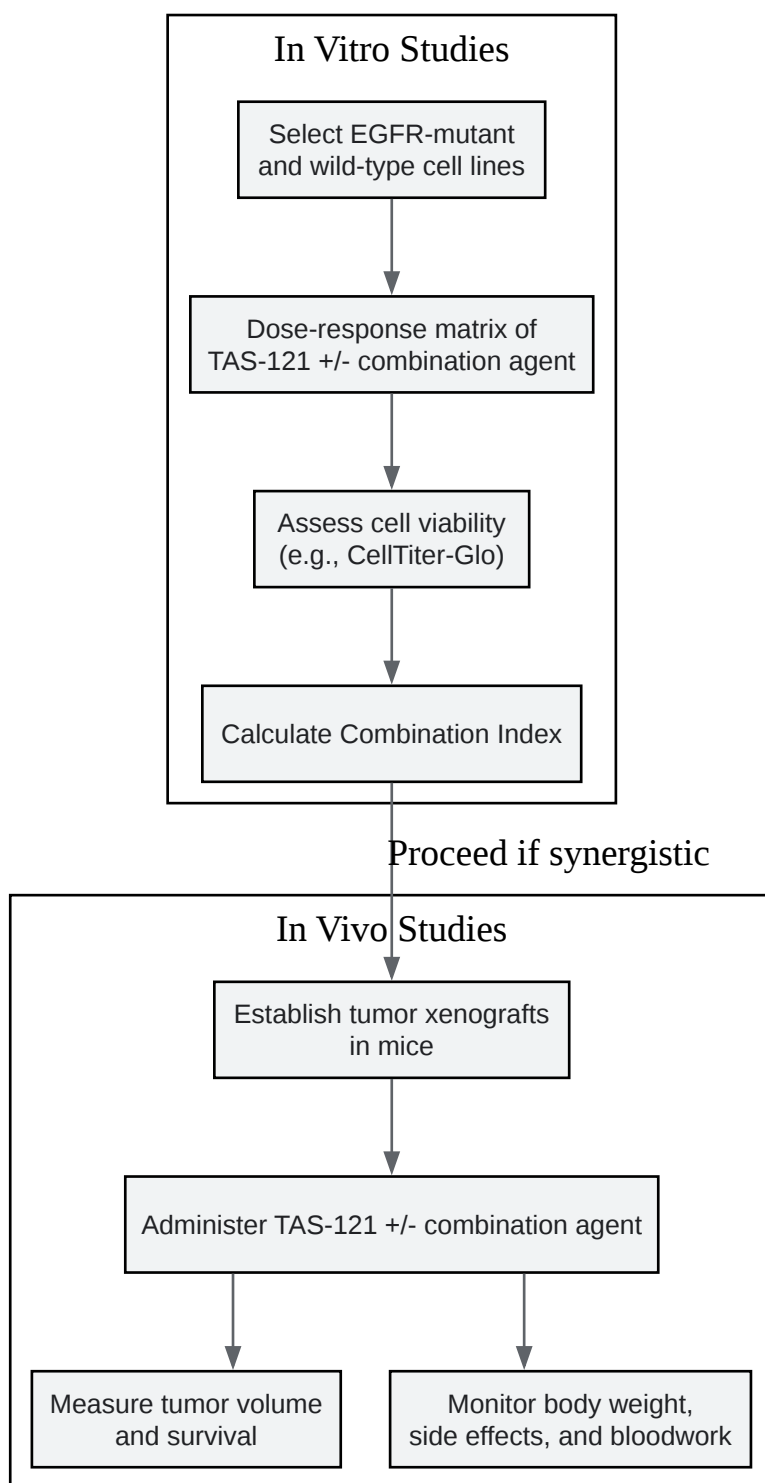 In Vitro Studies
Select EGFR-mutant
and wild-type cell lines
Dose-response matrix of
TAS-121 +/- combination agent
Assess cell viability
(e.g., CellTiter-Glo)
Calculate Combination Index
Proceed if synergistic
In Vivo Studies
Establish tumor xenografts
in mice
Administer TAS-121 +/- combination agent
Measure tumor volume
and survival
Monitor body weight,
side effects, and bloodwork